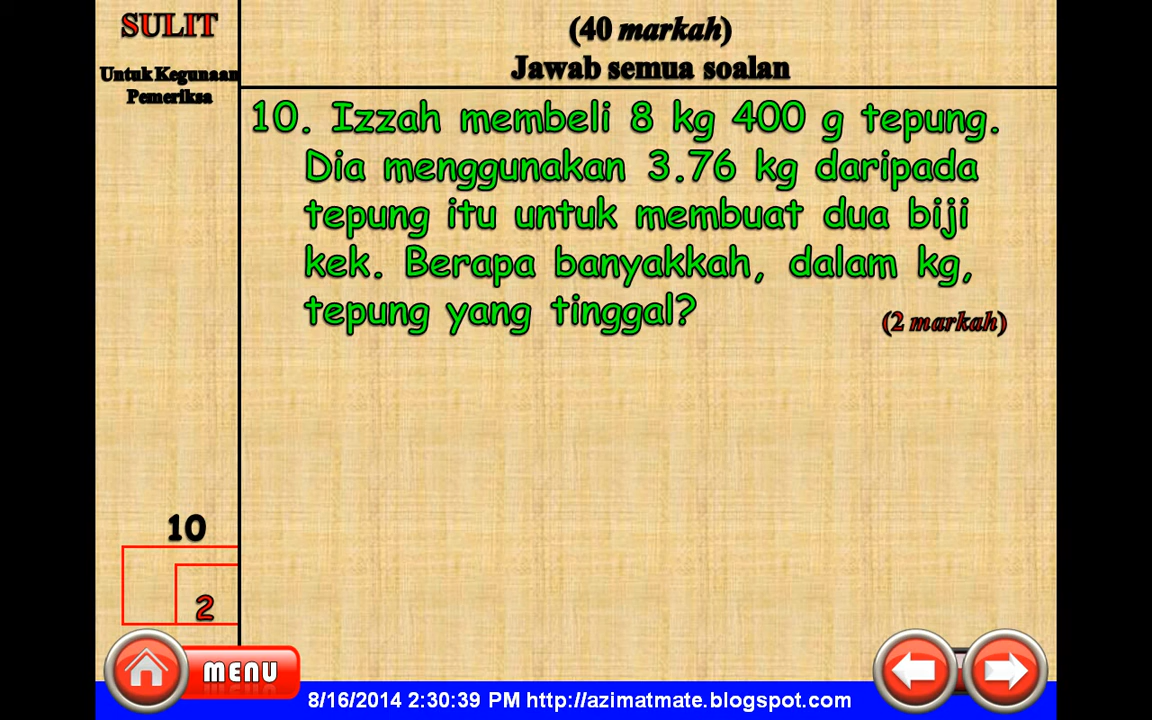 SULIT
Untuk Kegunaan
Pemeriksa
(40 markah)
Jawab semua soalan
10. Izzah membeli 8 kg 400 g tepung.
Dia menggunakan 3.76 kg daripada
tepung itu untuk membuat dua biji
kek. Berapa banyakkah, dalam kg,
tepung yang tinggal?
(2 markah)
10
2
MENU
8/16/2014 2:30:39 PM http://azimatmate.blogspot.com